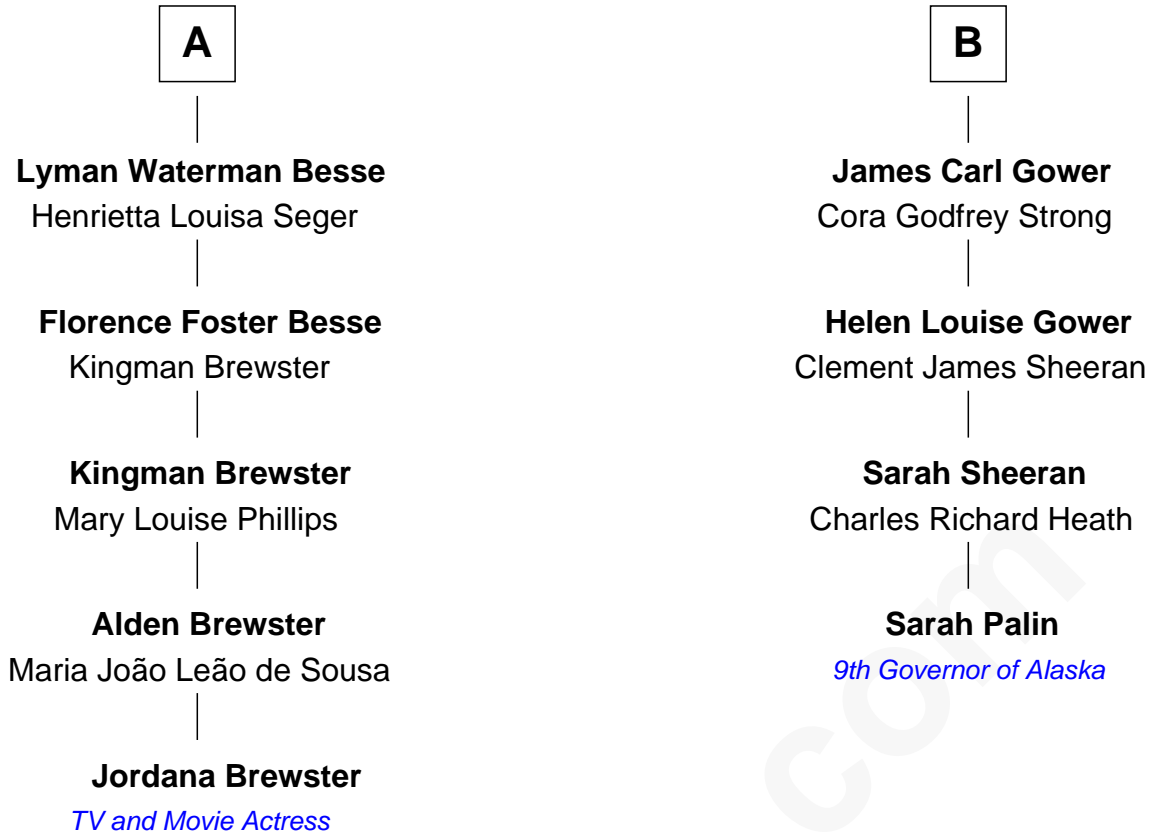 A
Lyman Waterman Besse
Henrietta Louisa Seger
Florence Foster Besse
Kingman Brewster
Kingman Brewster
Mary Louise Phillips
Alden Brewster
Maria João Leão de Sousa
Jordana Brewster
TV and Movie Actress
B
James Carl Gower
Cora Godfrey Strong
Helen Louise Gower
Clement James Sheeran
Sarah Sheeran
Charles Richard Heath
Sarah Palin
9th Governor of Alaska
com